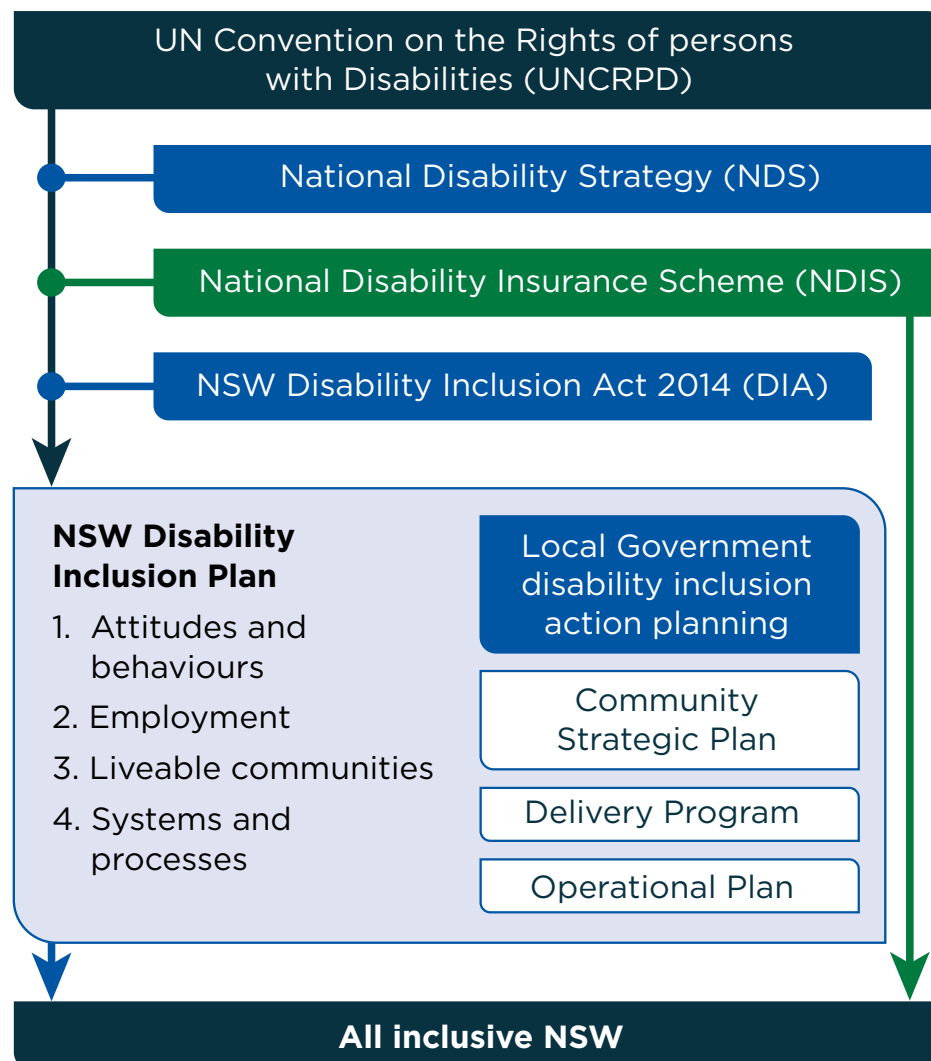 UN Convention on the Rights of persons
with Disabilities (UNCRPD)
National Disability Strategy (NDS)
National Disability Insurance Scheme (NDIS)
NSW Disability Inclusion Act 2014 (DIA)
NSW Disability
Inclusion Plan
1. Attitudes and
behaviours
2. Employment
3. Liveable communities
4. Systems and
processes
Local Government
disability inclusion
action planning
Community
Strategic Plan
Delivery Program
Operational Plan
All inclusive NSW